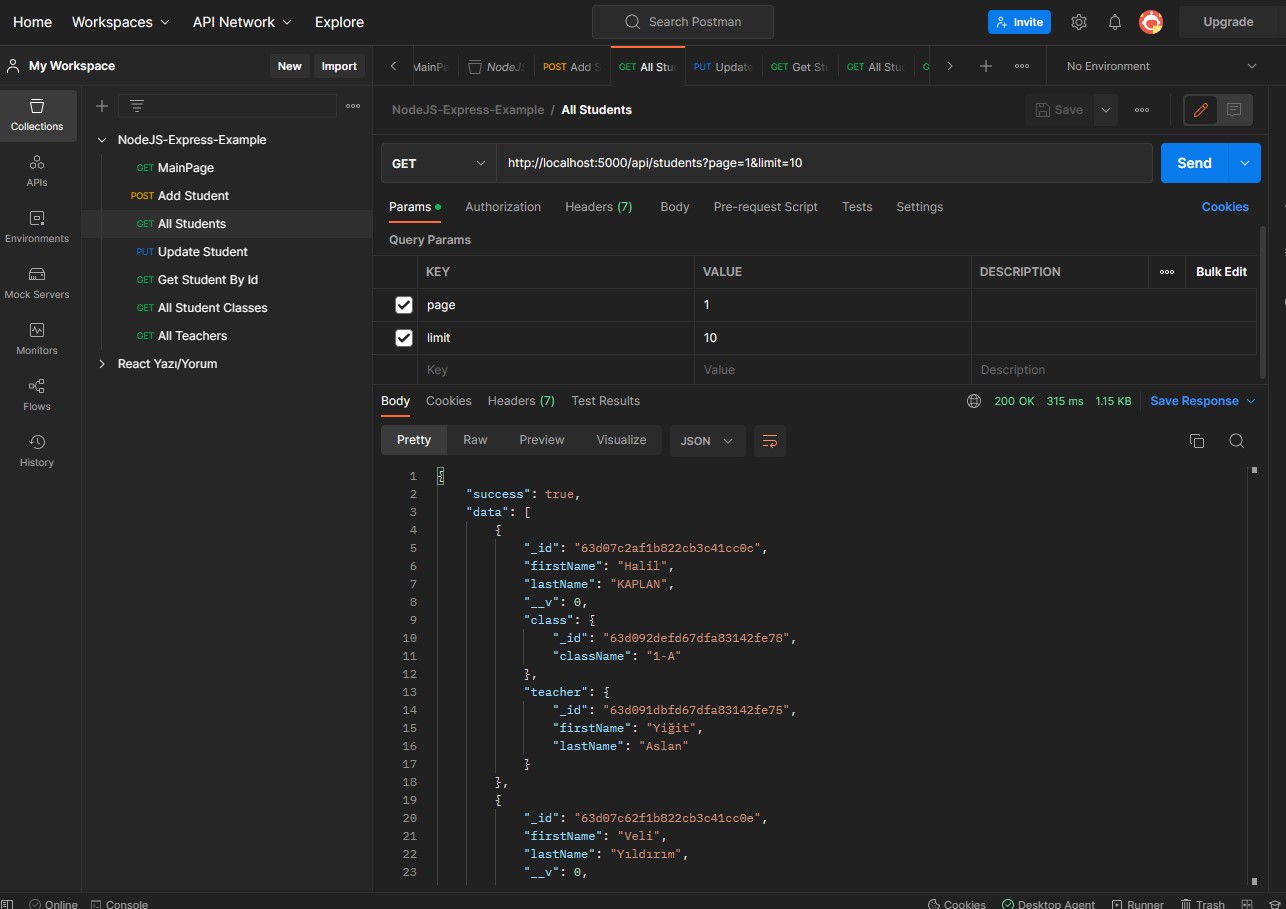 Home Workspaces API Network Explore Search Postman Invite Upgrade
My Workspace New Import MainPa NodeJS POST Add S GET All Stu PUT Update GET Get St GET All Stu No Environment
Collections
APIs
Environments
Mock Servers
Monitors
Flows
History
NodeJS-Express-Example
GET MainPage
POST Add Student
GET All Students
PUT Update Student
GET Get Student By Id
GET All Student Classes
GET All Teachers
React Yazı/Yorum
NodeJS-Express-Example / All Students Save
GET http://localhost:5000/api/students?page=1&limit=10 Send
Params Authorization Headers (7) Body Pre-request Script Tests Settings Cookies
Query Params
KEY VALUE DESCRIPTION Bulk Edit
page 1
limit 10
Key Value Description
Body Cookies Headers (7) Test Results 200 OK 315 ms 1.15 KB Save Response
Pretty Raw Preview Visualize JSON
1 {
2 "success": true,
3 "data": [
4 {
5 "_id": "63d07c2af1b822cb3c41cc0c",
6 "firstName": "Halil",
7 "lastName": "KAPLAN",
8 "__v": 0,
9 "class": {
10 "_id": "63d092defd67dfa83142fe78",
11 "className": "1-A"
12 },
13 "teacher": {
14 "_id": "63d091dbfd67dfa83142fe75",
15 "firstName": "Yiğit",
16 "lastName": "Aslan"
17 }
18 },
19 {
20 "_id": "63d07c62f1b822cb3c41cc0e",
21 "firstName": "Veli",
22 "lastName": "Yıldırım",
23 "__v": 0,
Online Console Cookies Desktop Agent Runner Trash